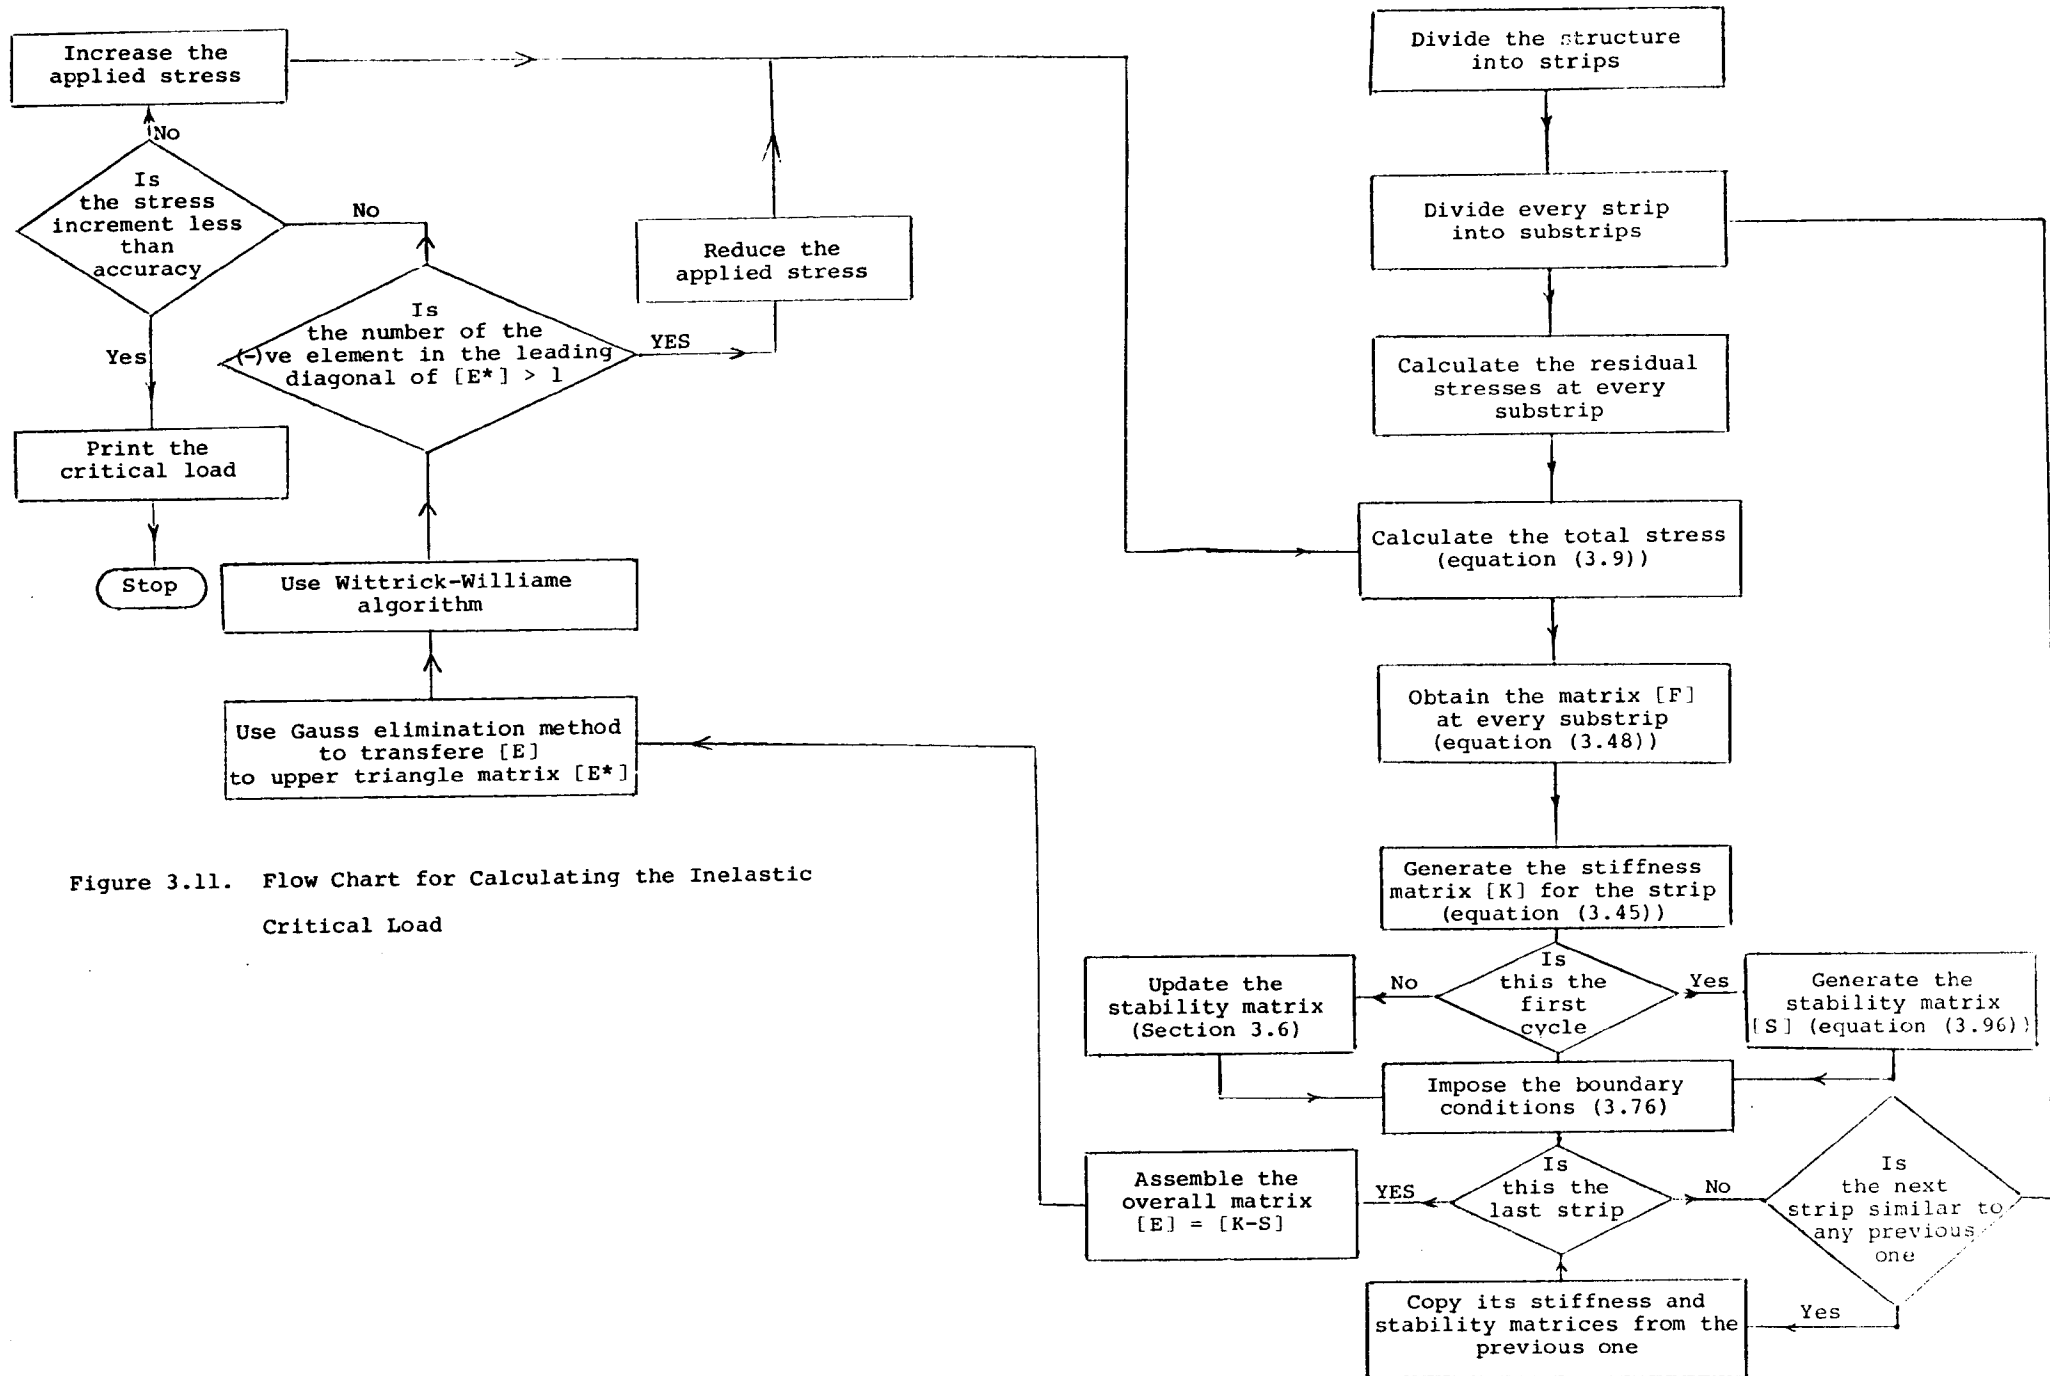 Divide the structure
into strips
Divide every strip
into substrips
Calculate the residual
stresses at every
substrip
Calculate the total stress
(equation (3.9))
Obtain the matrix [F]
at every substrip
(equation (3.48))
Generate the stiffness
matrix [K] for the strip
(equation (3.45))
Is
this the
first
cycle
No
Yes
Update the
stability matrix
(Section 3.6)
Generate the
stability matrix
[S] (equation (3.96))
Impose the boundary
conditions (3.76)
Is
this the
last strip
YES
No
Is
the next
strip similar to
any previous
one
Yes
Copy its stiffness and
stability matrices from the
previous one
Assemble the
overall matrix
[E] = [K-S]
Use Gauss elimination method
to transfere [E]
to upper triangle matrix [E*]
Use Wittrick-Williame
algorithm
Is
the number of the
(-)ve element in the leading
diagonal of [E*] > 1
YES
No
Reduce the
applied stress
Is
the stress
increment less
than
accuracy
No
Yes
Increase the
applied stress
Print the
critical load
Stop
Figure 3.11. Flow Chart for Calculating the Inelastic
Critical Load